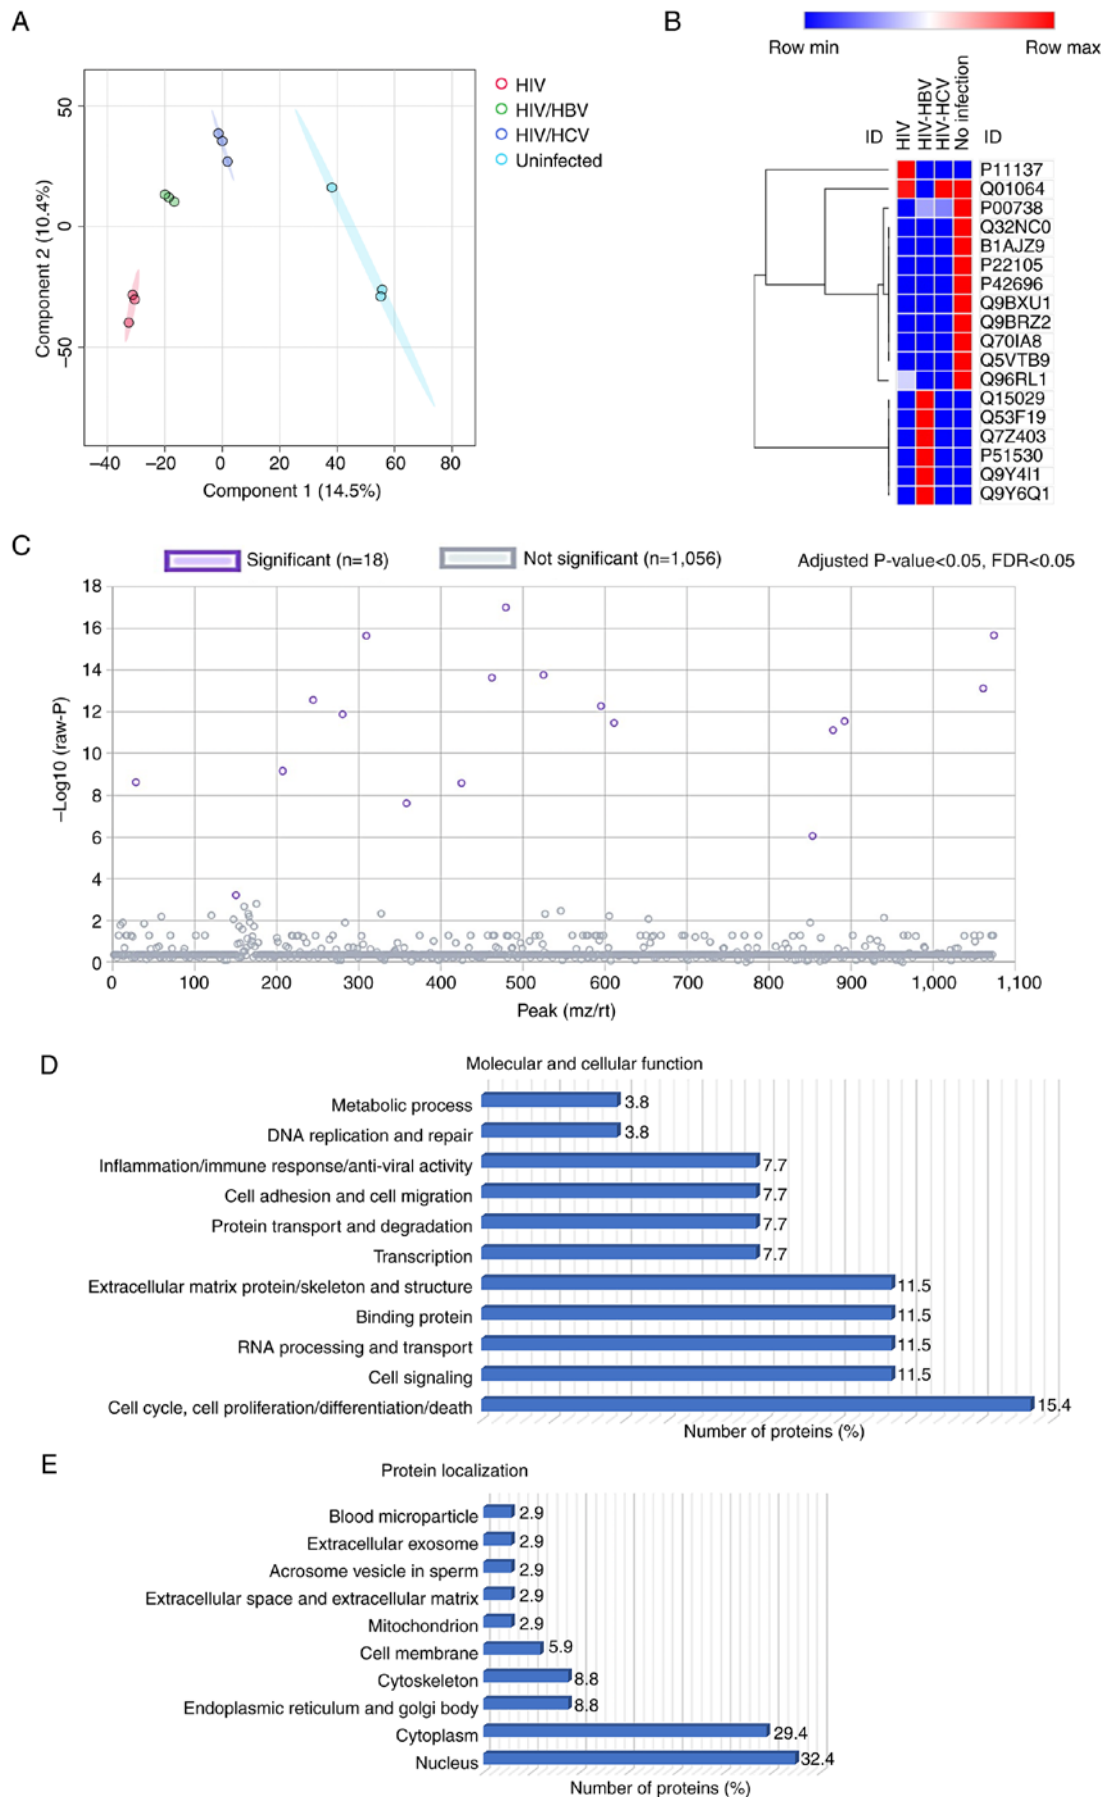 A
50
0
−50
Component 2 (10.4%)
−40 −20 0 20 40 60 80
Component 1 (14.5%)
HIV
HIV/HBV
HIV/HCV
Uninfected
B
Row min Row max
ID HIV HIV-HBV HIV-HCV No infection ID
P11137
Q01064
P00738
Q32NC0
B1AJZ9
P22105
P42696
Q9BXU1
Q9BRZ2
Q70IA8
Q5VTB9
Q96RL1
Q15029
Q53F19
Q7Z403
P51530
Q9Y4I1
Q9Y6Q1
C
Significant (n=18) Not significant (n=1,056) Adjusted P-value<0.05, FDR<0.05
18
16
14
12
10
8
6
4
2
0
−Log10 (raw-P)
0 100 200 300 400 500 600 700 800 900 1,000 1,100
Peak (mz/rt)
D
Molecular and cellular function
Metabolic process 3.8
DNA replication and repair 3.8
Inflammation/immune response/anti-viral activity 7.7
Cell adhesion and cell migration 7.7
Protein transport and degradation 7.7
Transcription 7.7
Extracellular matrix protein/skeleton and structure 11.5
Binding protein 11.5
RNA processing and transport 11.5
Cell signaling 11.5
Cell cycle, cell proliferation/differentiation/death 15.4
Number of proteins (%)
E
Protein localization
Blood microparticle 2.9
Extracellular exosome 2.9
Acrosome vesicle in sperm 2.9
Extracellular space and extracellular matrix 2.9
Mitochondrion 2.9
Cell membrane 5.9
Cytoskeleton 8.8
Endoplasmic reticulum and golgi body 8.8
Cytoplasm 29.4
Nucleus 32.4
Number of proteins (%)